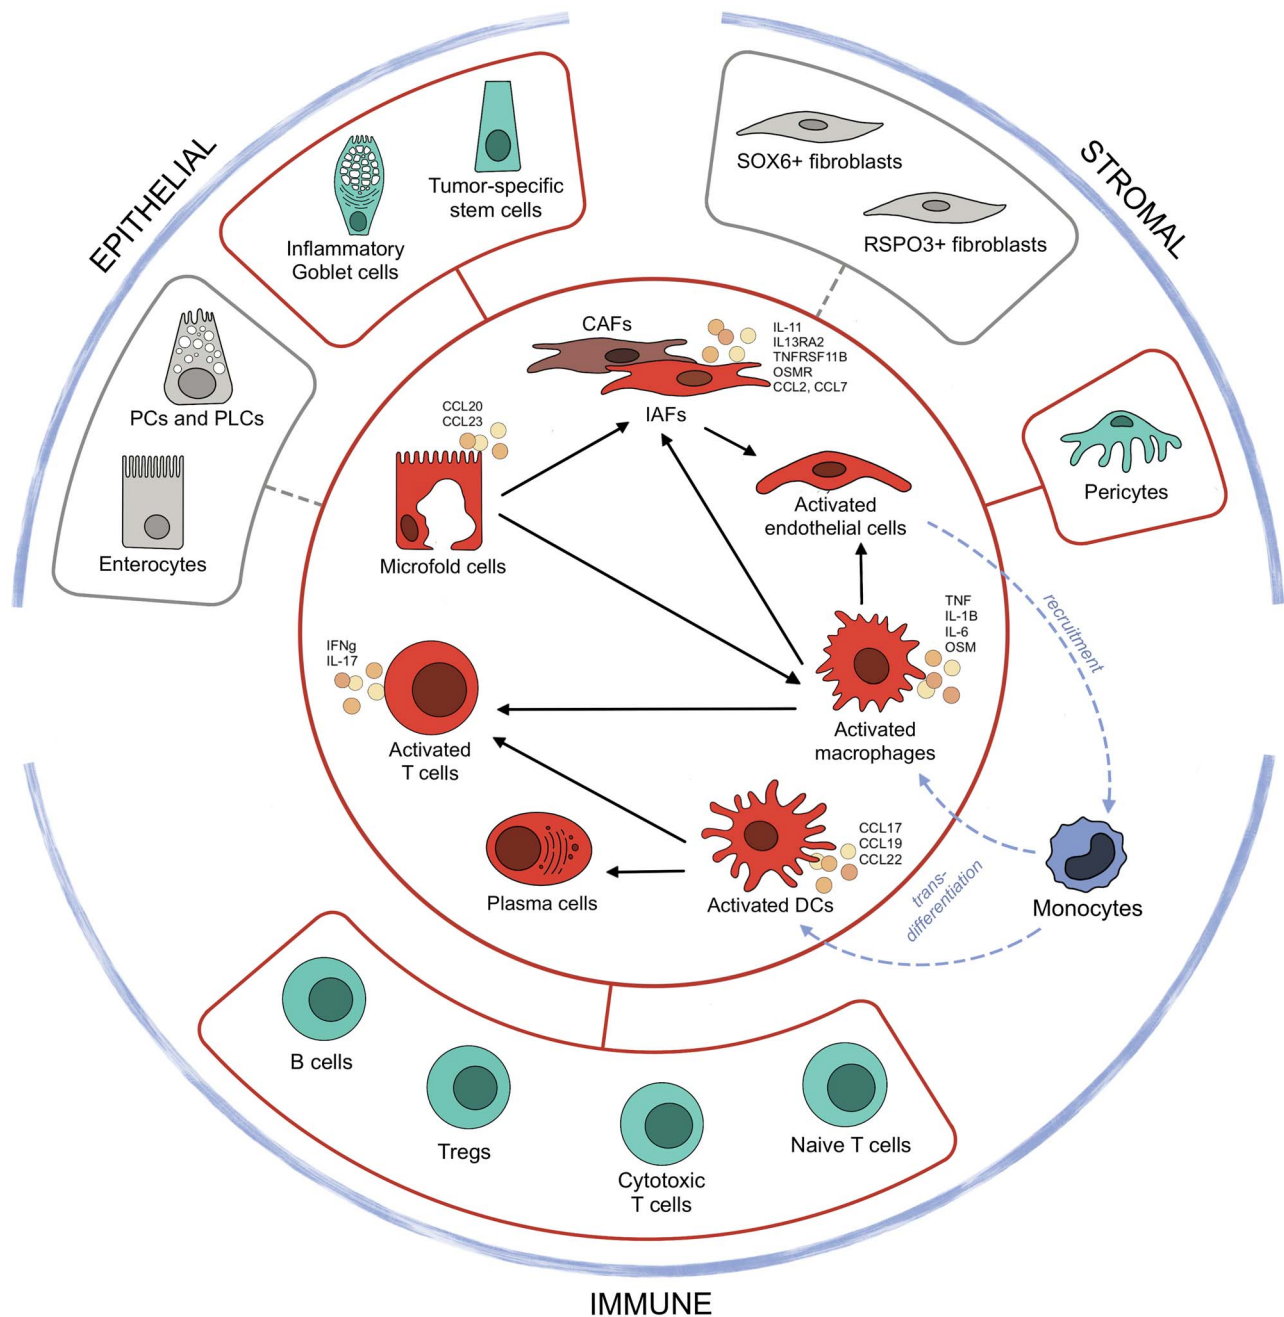 EPITHELIAL
STROMAL
Tumor-specific
stem cells
Inflammatory
Goblet cells
SOX6+ fibroblasts
RSPO3+ fibroblasts
PCs and PLCs
Enterocytes
CAFs
IL-11
IL13RA2
TNFRSF11B
OSMR
CCL2, CCL7
IAFs
CCL20
CCL23
Microfold cells
Activated
endothelial cells
Pericytes
recruitment
TNF
IL-1B
IL-6
OSM
IFNg
IL-17
Activated
T cells
Activated
macrophages
Plasma cells
CCL17
CCL19
CCL22
Activated DCs
trans-
differentiation
Monocytes
B cells
Tregs
Cytotoxic
T cells
Naive T cells
IMMUNE